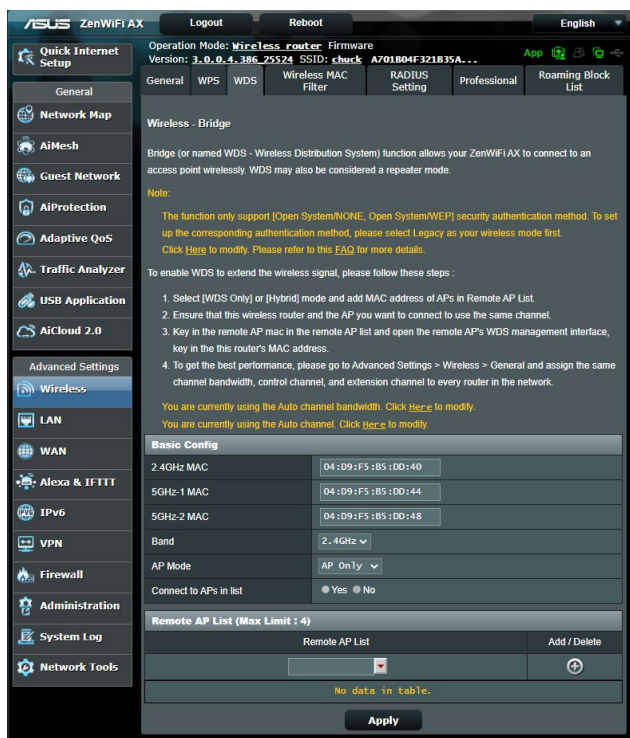 ASUS ZenWiFi AX Logout Reboot English
Quick Internet Setup
General
Network Map
AiMesh
Guest Network
AiProtection
Adaptive QoS
Traffic Analyzer
USB Application
AiCloud 2.0
Advanced Settings
Wireless
LAN
WAN
Alexa & IFTTT
IPv6
VPN
Firewall
Administration
System Log
Network Tools
Operation Mode: Wireless router Firmware
Version: 3.0.0.4.386_25524 SSID: chuck A701B04F321B35A...
App
General WPS WDS Wireless MAC Filter RADIUS Setting Professional Roaming Block List
Wireless - Bridge
Bridge (or named WDS - Wireless Distribution System) function allows your ZenWiFi AX to connect to an
access point wirelessly. WDS may also be considered a repeater mode.
Note:
The function only support [Open System/NONE, Open System/WEP] security authentication method. To set
up the corresponding authentication method, please select Legacy as your wireless mode first.
Click Here to modify. Please refer to this FAQ for more details.
To enable WDS to extend the wireless signal, please follow these steps :
1. Select [WDS Only] or [Hybrid] mode and add MAC address of APs in Remote AP List.
2. Ensure that this wireless router and the AP you want to connect to use the same channel.
3. Key in the remote AP mac in the remote AP list and open the remote AP's WDS management interface,
key in the this router's MAC address.
4. To get the best performance, please go to Advanced Settings > Wireless > General and assign the same
channel bandwidth, control channel, and extension channel to every router in the network.
You are currently using the Auto channel bandwidth. Click Here to modify.
You are currently using the Auto channel. Click Here to modify.
Basic Config
2.4GHz MAC 04:D9:F5:B5:DD:40
5GHz-1 MAC 04:D9:F5:B5:DD:44
5GHz-2 MAC 04:D9:F5:B5:DD:48
Band 2.4GHz
AP Mode AP Only
Connect to APs in list Yes No
Remote AP List (Max Limit : 4)
Remote AP List Add / Delete
No data in table.
Apply